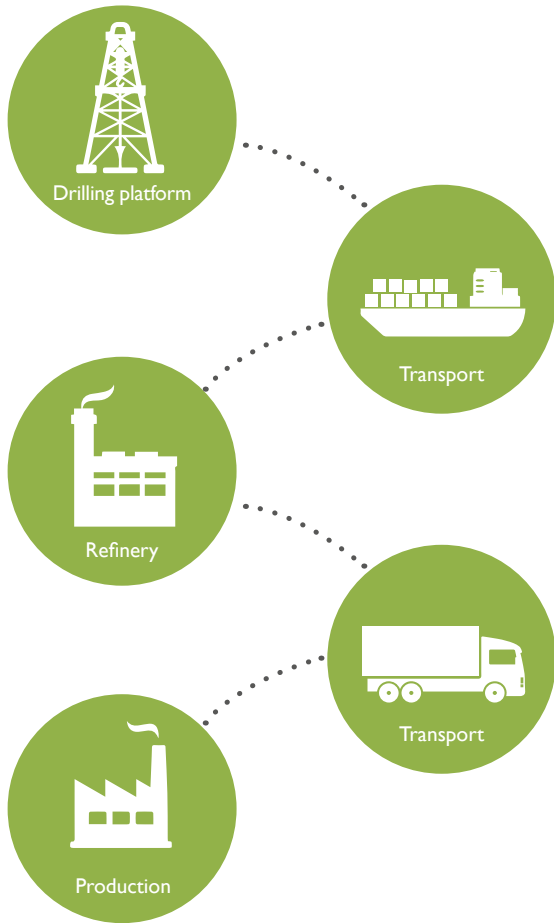 Drilling platform
Transport
Refinery
Transport
Production